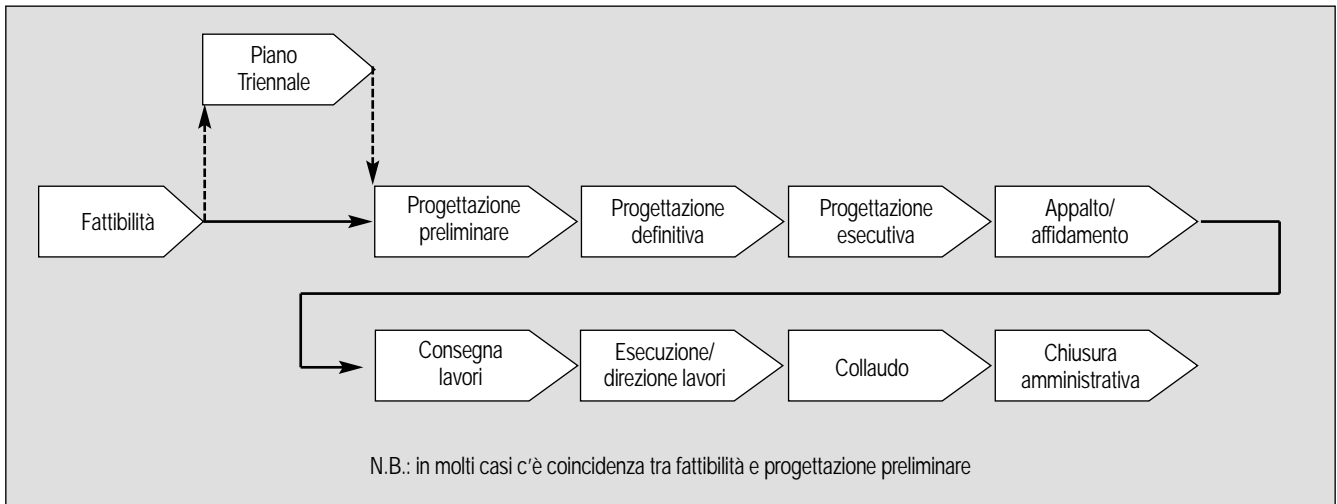 Piano
Triennale
Fattibilità
Progettazione
preliminare
Progettazione
definitiva
Progettazione
esecutiva
Appalto/
affidamento
Consegna
lavori
Esecuzione/
direzione lavori
Collaudo
Chiusura
amministrativa
N.B.: in molti casi c'è coincidenza tra fattibilità e progettazione preliminare